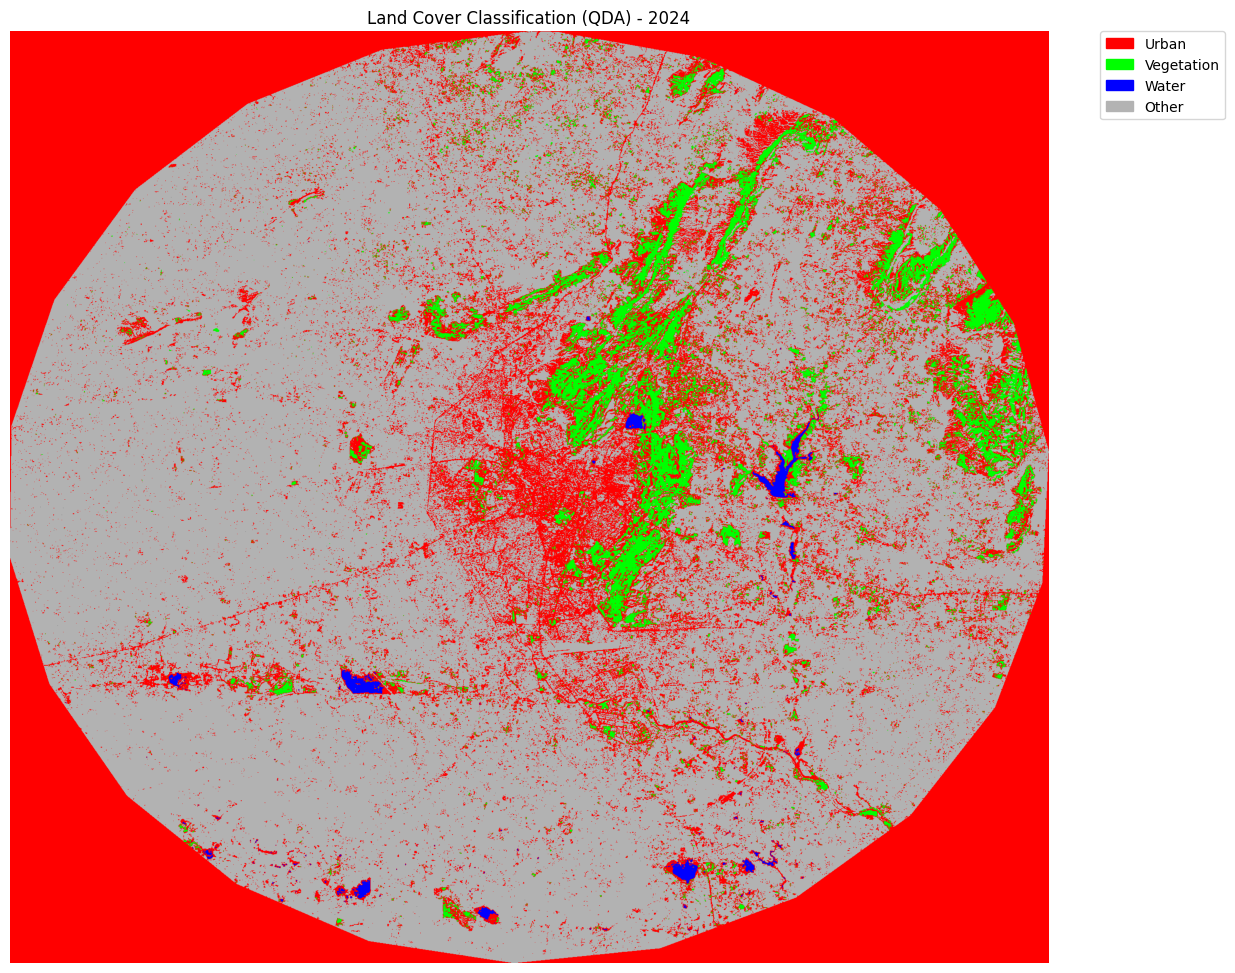 Land Cover Classification (QDA) - 2024
Urban
Vegetation
Water
Other